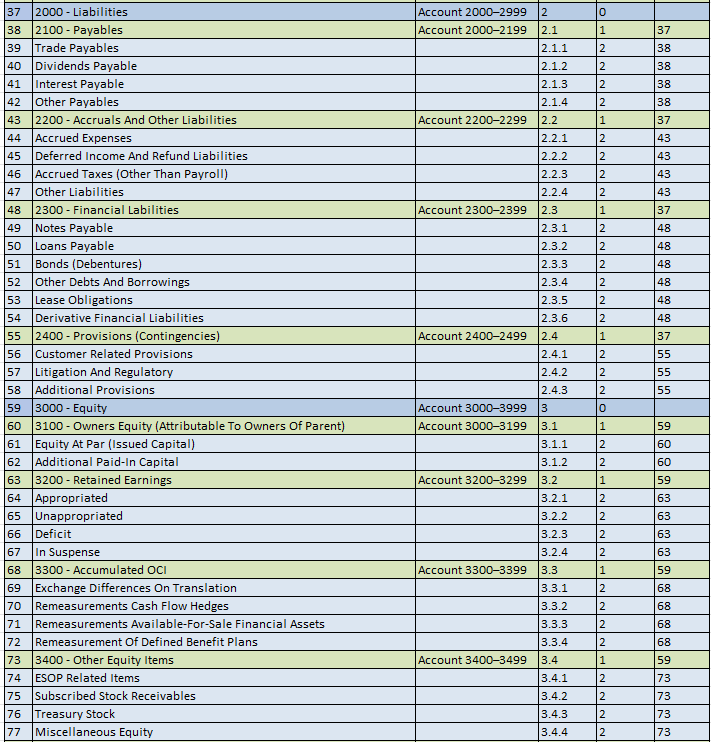 37 2000 - Liabilities Account 2000–2999 2 0
38 2100 - Payables Account 2000–2199 2.1 1 37
39 Trade Payables 2.1.1 2 38
40 Dividends Payable 2.1.2 2 38
41 Interest Payable 2.1.3 2 38
42 Other Payables 2.1.4 2 38
43 2200 - Accruals And Other Liabilities Account 2200–2299 2.2 1 37
44 Accrued Expenses 2.2.1 2 43
45 Deferred Income And Refund Liabilities 2.2.2 2 43
46 Accrued Taxes (Other Than Payroll) 2.2.3 2 43
47 Other Liabilities 2.2.4 2 43
48 2300 - Financial Labilities Account 2300–2399 2.3 1 37
49 Notes Payable 2.3.1 2 48
50 Loans Payable 2.3.2 2 48
51 Bonds (Debentures) 2.3.3 2 48
52 Other Debts And Borrowings 2.3.4 2 48
53 Lease Obligations 2.3.5 2 48
54 Derivative Financial Liabilities 2.3.6 2 48
55 2400 - Provisions (Contingencies) Account 2400–2499 2.4 1 37
56 Customer Related Provisions 2.4.1 2 55
57 Litigation And Regulatory 2.4.2 2 55
58 Additional Provisions 2.4.3 2 55
59 3000 - Equity Account 3000–3999 3 0
60 3100 - Owners Equity (Attributable To Owners Of Parent) Account 3000–3199 3.1 1 59
61 Equity At Par (Issued Capital) 3.1.1 2 60
62 Additional Paid-In Capital 3.1.2 2 60
63 3200 - Retained Earnings Account 3200–3299 3.2 1 59
64 Appropriated 3.2.1 2 63
65 Unappropriated 3.2.2 2 63
66 Deficit 3.2.3 2 63
67 In Suspense 3.2.4 2 63
68 3300 - Accumulated OCI Account 3300–3399 3.3 1 59
69 Exchange Differences On Translation 3.3.1 2 68
70 Remeasurements Cash Flow Hedges 3.3.2 2 68
71 Remeasurements Available-For-Sale Financial Assets 3.3.3 2 68
72 Remeasurement Of Defined Benefit Plans 3.3.4 2 68
73 3400 - Other Equity Items Account 3400–3499 3.4 1 59
74 ESOP Related Items 3.4.1 2 73
75 Subscribed Stock Receivables 3.4.2 2 73
76 Treasury Stock 3.4.3 2 73
77 Miscellaneous Equity 3.4.4 2 73